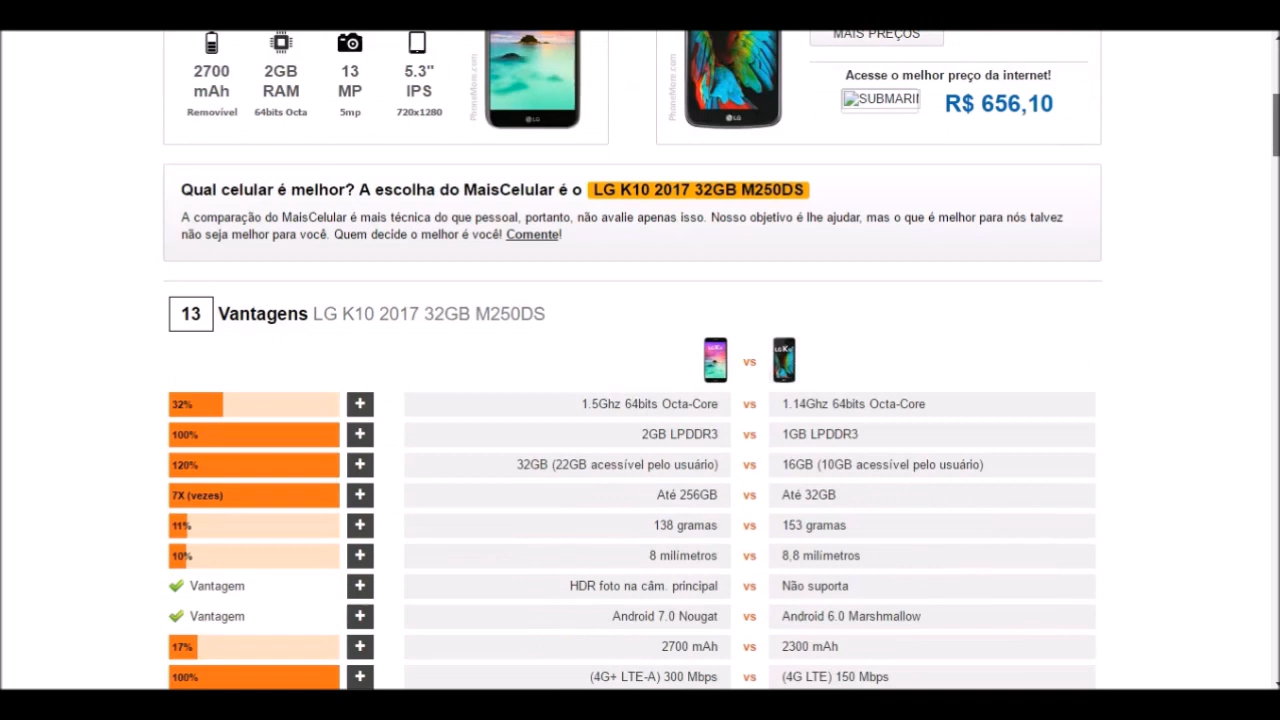 MAIS PREÇOS
2700 mAh
Removível
2GB RAM
64bits Octa
13 MP
5mp
5.3" IPS
720x1280
PhoneMore.com
LG
PhoneMore.com
LG
Acesse o melhor preço da internet!
SUBMARI
R$ 656,10
Qual celular é melhor? A escolha do MaisCelular é o LG K10 2017 32GB M250DS
A comparação do MaisCelular é mais técnica do que pessoal, portanto, não avalie apenas isso. Nosso objetivo é lhe ajudar, mas o que é melhor para nós talvez
não seja melhor para você. Quem decide o melhor é você! Comente!
13 Vantagens LG K10 2017 32GB M250DS
vs
32% + 1.5Ghz 64bits Octa-Core vs 1.14Ghz 64bits Octa-Core
100% + 2GB LPDDR3 vs 1GB LPDDR3
120% + 32GB (22GB acessível pelo usuário) vs 16GB (10GB acessível pelo usuário)
7X (vezes) + Até 256GB vs Até 32GB
11% + 138 gramas vs 153 gramas
10% + 8 milímetros vs 8,8 milímetros
Vantagem + HDR foto na câm. principal vs Não suporta
Vantagem + Android 7.0 Nougat vs Android 6.0 Marshmallow
17% + 2700 mAh vs 2300 mAh
100% + (4G+ LTE-A) 300 Mbps vs (4G LTE) 150 Mbps